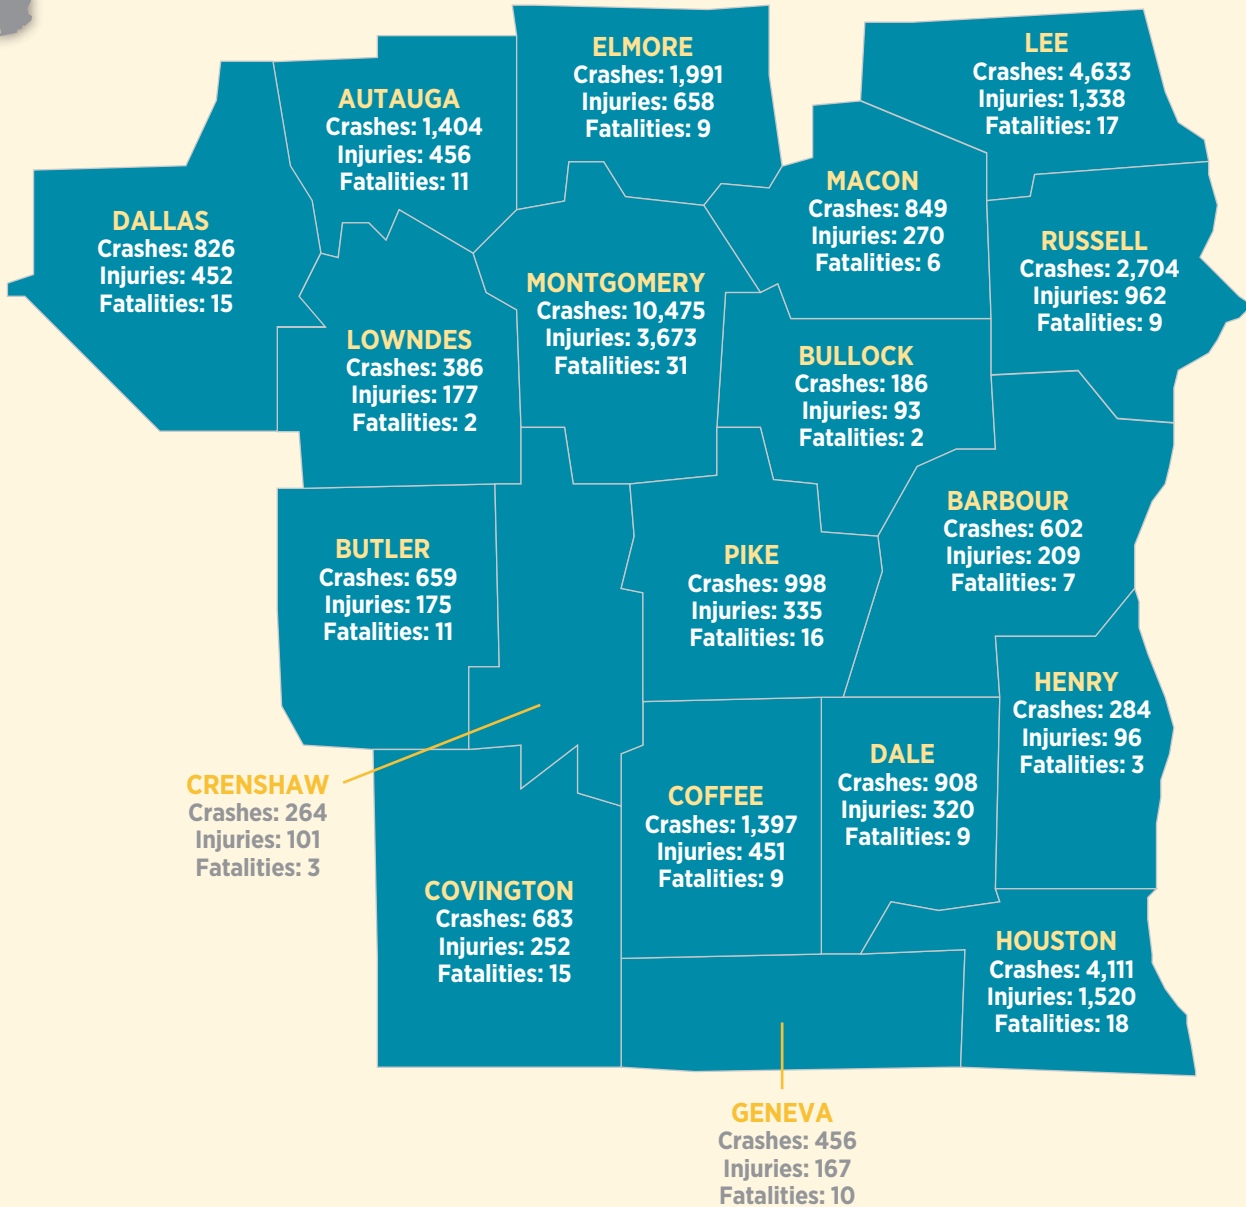 ELMORE
Crashes: 1,991
Injuries: 658
Fatalities: 9
LEE
Crashes: 4,633
Injuries: 1,338
Fatalities: 17
AUTAUGA
Crashes: 1,404
Injuries: 456
Fatalities: 11
MACON
Crashes: 849
Injuries: 270
Fatalities: 6
DALLAS
Crashes: 826
Injuries: 452
Fatalities: 15
RUSSELL
Crashes: 2,704
Injuries: 962
Fatalities: 9
MONTGOMERY
Crashes: 10,475
Injuries: 3,673
Fatalities: 31
LOWNDES
Crashes: 386
Injuries: 177
Fatalities: 2
BULLOCK
Crashes: 186
Injuries: 93
Fatalities: 2
BARBOUR
Crashes: 602
Injuries: 209
Fatalities: 7
BUTLER
Crashes: 659
Injuries: 175
Fatalities: 11
PIKE
Crashes: 998
Injuries: 335
Fatalities: 16
HENRY
Crashes: 284
Injuries: 96
Fatalities: 3
DALE
Crashes: 908
Injuries: 320
Fatalities: 9
CRENSHAW
Crashes: 264
Injuries: 101
Fatalities: 3
COFFEE
Crashes: 1,397
Injuries: 451
Fatalities: 9
COVINGTON
Crashes: 683
Injuries: 252
Fatalities: 15
HOUSTON
Crashes: 4,111
Injuries: 1,520
Fatalities: 18
GENEVA
Crashes: 456
Injuries: 167
Fatalities: 10